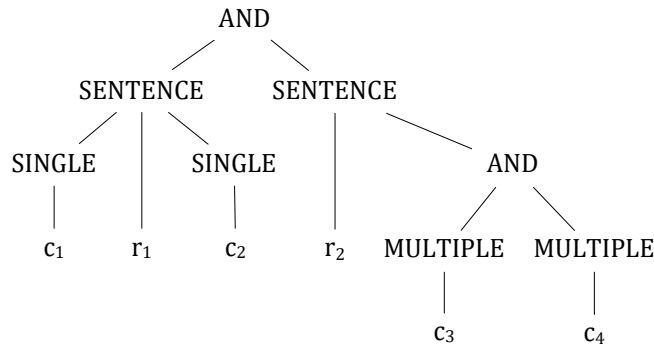 AND
SENTENCE SENTENCE
SINGLE SINGLE AND
c₁ r₁ c₂ r₂ MULTIPLE MULTIPLE
c₃ c₄